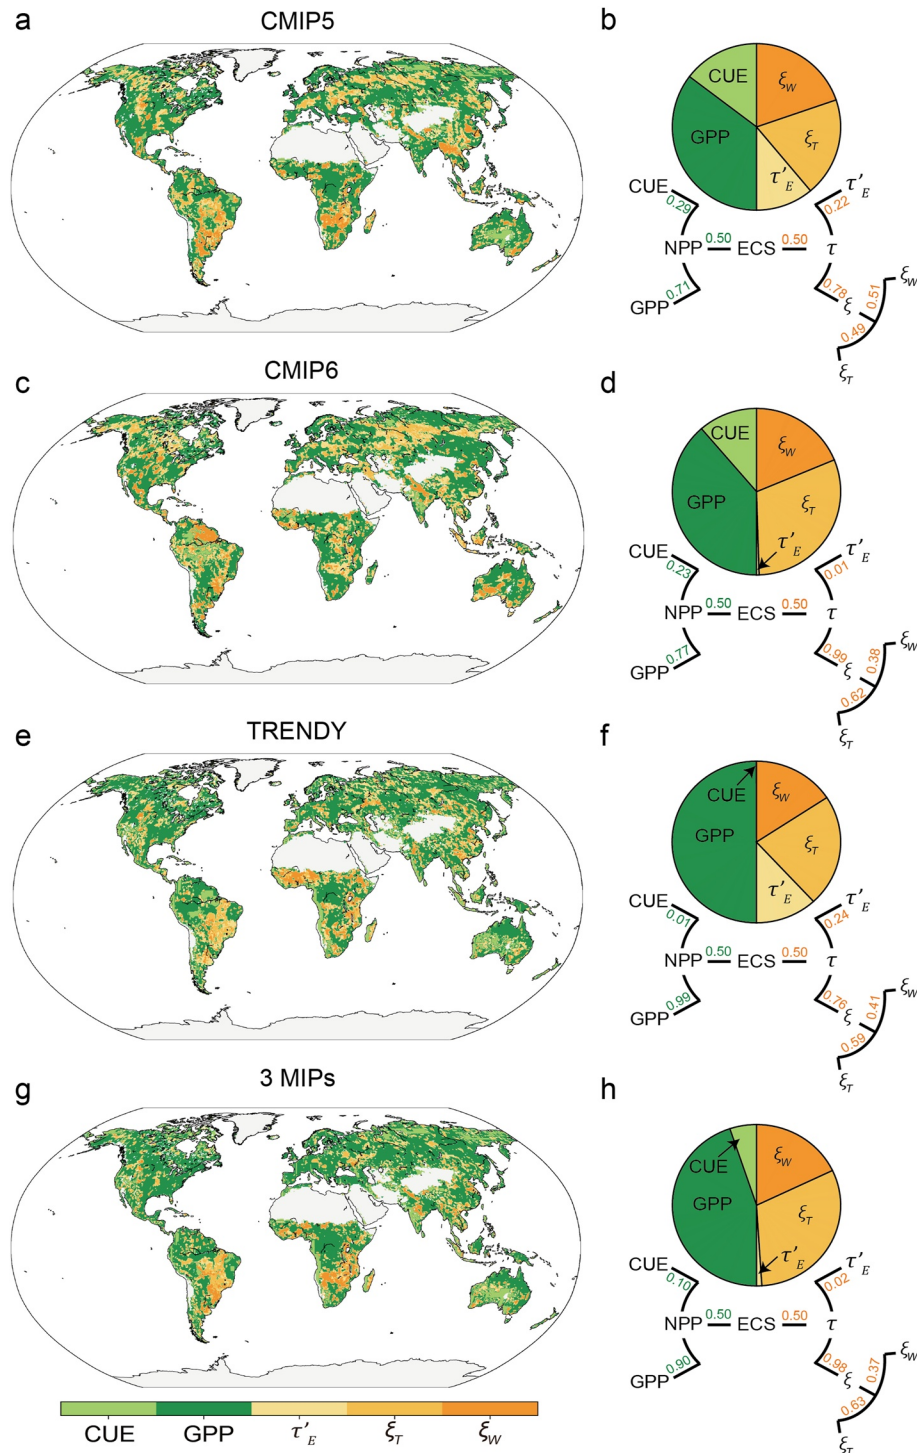 a
CMIP5
b
CUE
ξW
GPP
ξT
τ’E
CUE
0.29
0.22
τ’E
NPP
0.50
ECS
0.50
τ
GPP
0.71
0.78
ξ
0.51
ξW
0.49
ξT
c
CMIP6
d
CUE
ξW
GPP
ξT
τ’E
CUE
0.23
0.01
τ’E
NPP
0.50
ECS
0.50
τ
GPP
0.77
0.99
ξ
0.38
ξW
0.62
ξT
e
TRENDY
f
CUE
ξW
GPP
ξT
τ’E
CUE
0.01
0.24
τ’E
NPP
0.50
ECS
0.50
τ
GPP
0.99
0.76
ξ
0.41
ξW
0.59
ξT
g
3 MIPs
h
CUE
ξW
GPP
ξT
τ’E
CUE
0.10
0.02
τ’E
NPP
0.50
ECS
0.50
τ
GPP
0.90
0.98
ξ
0.37
ξW
0.63
ξT
CUE GPP τ’E ξT ξW